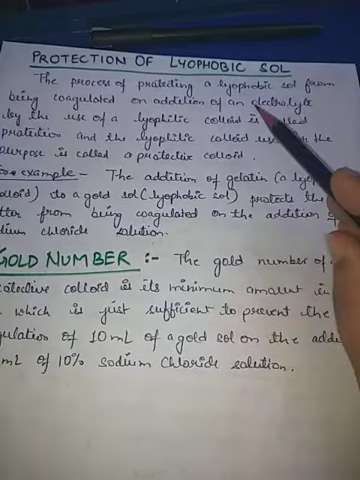 PROTECTION OF LYOPHOBIC SOL
The process of protecting a lyophobic sol from
being coagulated on addition of an electrolyte
by the use of a lyophilic colloid is called
protection and the lyophilic colloid used for the
purpose is called a protective colloid.
For example:- The addition of gelatin (a
colloid) to a gold sol (lyophobic sol) protects the
from being coagulated on the addition of
sodium chloride solution.
GOLD NUMBER :- The gold number of a
protective colloid is its minimum amount in
which is just sufficient to prevent the
of 10 mL of a gold sol on the
mL of 10% sodium chloride solution.